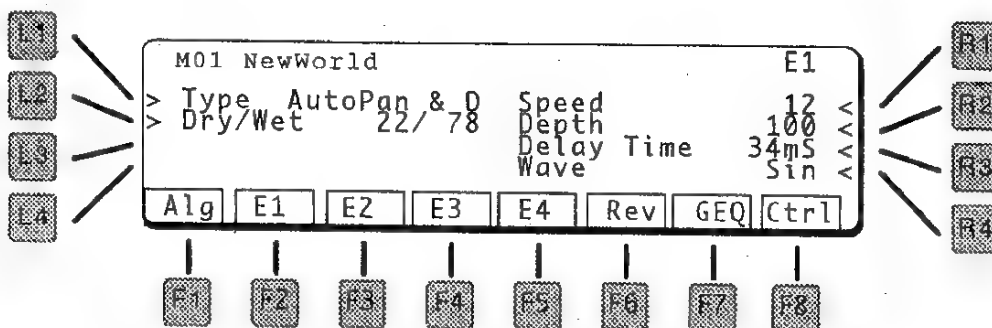 L1
R1
M01 NewWorld E1
L2
R2
> Type AutoPan & D Speed 12 <
> Dry/Wet 22/ 78 Depth 100 <
L3
Delay Time 34mS <
R3
Wave Sin <
L4
R4
Alg E1 E2 E3 E4 Rev GEQ Ctrl
F1 F2 F3 F4 F5 F6 F7 F8